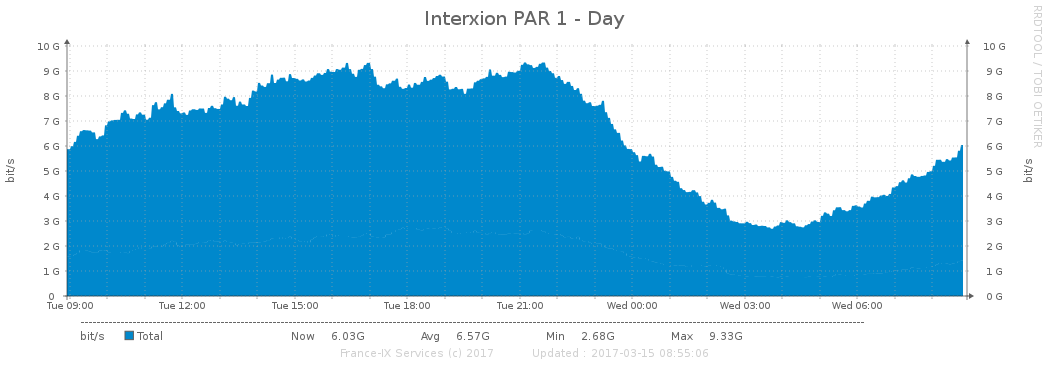 Interxion PAR 1 - Day
RRDTOOL / TOBI OETIKER
bit/s
bit/s
10 G 10 G
9 G 9 G
8 G 8 G
7 G 7 G
6 G 6 G
5 G 5 G
4 G 4 G
3 G 3 G
2 G 2 G
1 G 1 G
0 0 G
Tue 09:00 Tue 12:00 Tue 15:00 Tue 18:00 Tue 21:00 Wed 00:00 Wed 03:00 Wed 06:00
bit/s Total Now 6.03G Avg 6.57G Min 2.68G Max 9.33G
France-IX Services (c) 2017 Updated : 2017-03-15 08:55:06